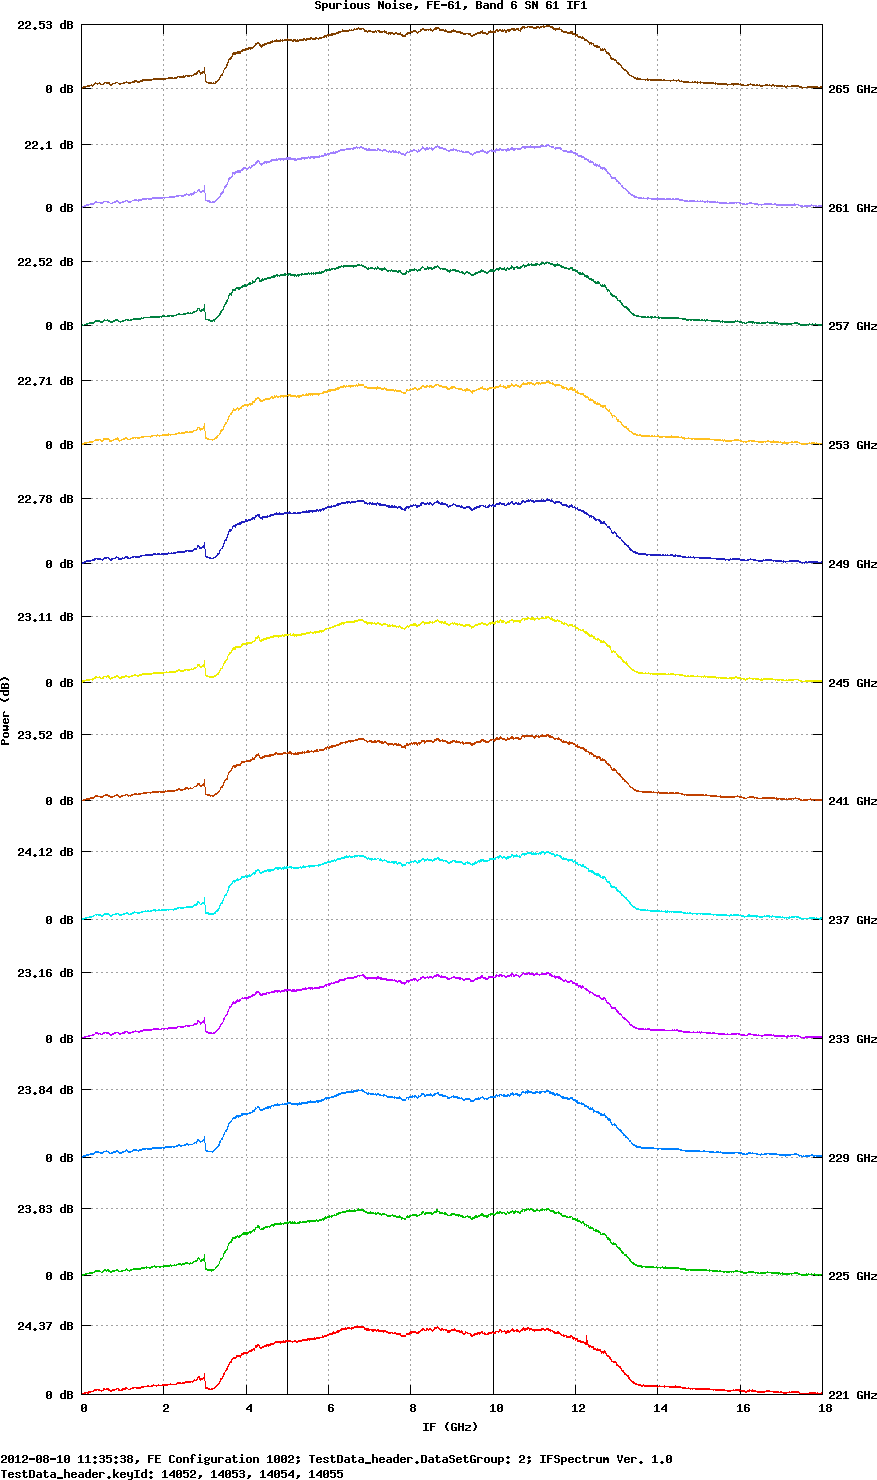 Spurious Noise, FE-61, Band 6 SN 61 IF1
22.53 dB
0 dB
265 GHz
22.1 dB
0 dB
261 GHz
22.52 dB
0 dB
257 GHz
22.71 dB
0 dB
253 GHz
22.78 dB
0 dB
249 GHz
23.11 dB
0 dB
245 GHz
Power (dB)
23.52 dB
0 dB
241 GHz
24.12 dB
0 dB
237 GHz
23.16 dB
0 dB
233 GHz
23.84 dB
0 dB
229 GHz
23.83 dB
0 dB
225 GHz
24.37 dB
0 dB
221 GHz
0 2 4 6 8 10 12 14 16 18
IF (GHz)
2012-08-10 11:35:38, FE Configuration 1002; TestData_header.DataSetGroup: 2; IFSpectrum Ver. 1.0
TestData_header.keyId: 14052, 14053, 14054, 14055